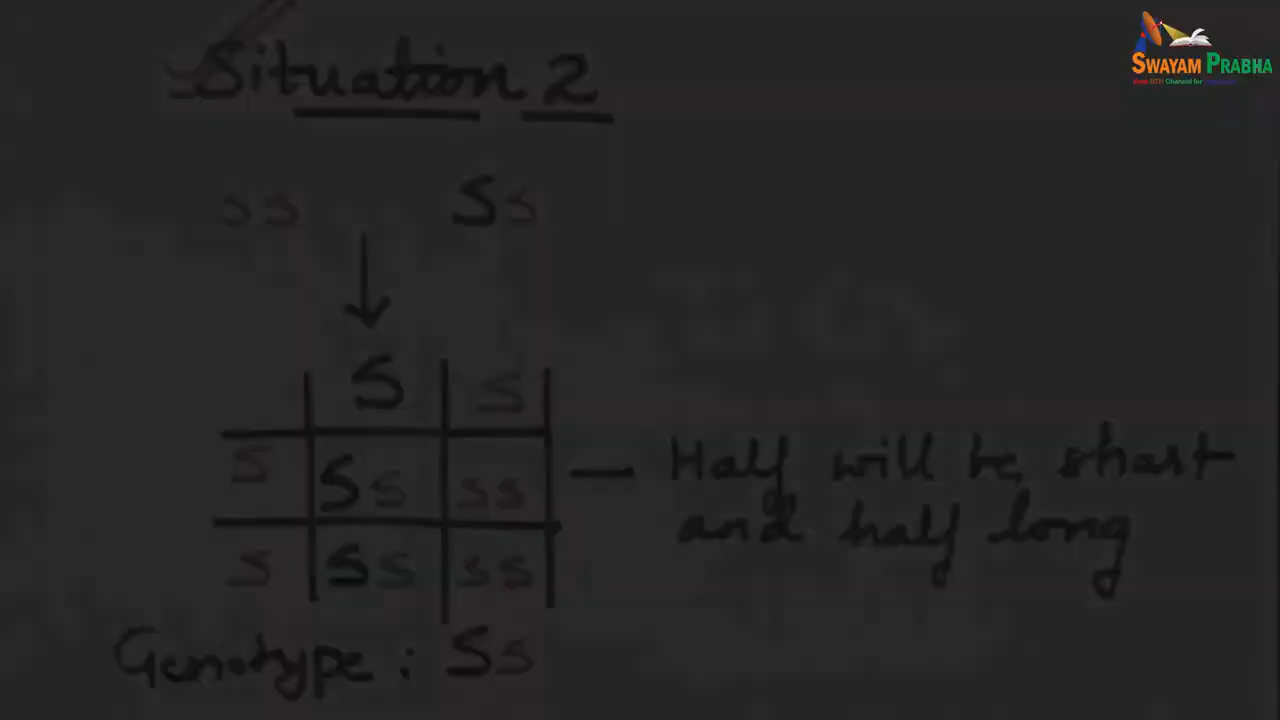 SWAYAM PRABHA
Situation 2
ss Ss
S s
s Ss ss
s Ss ss
— Half will be short
and half long
Genotype : Ss